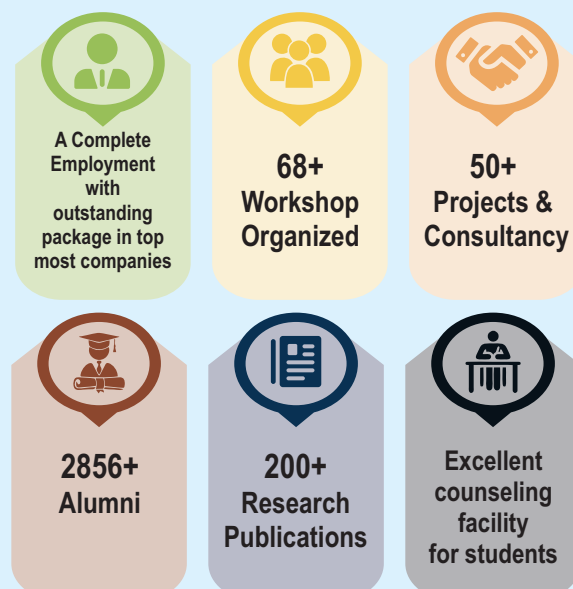 A Complete
Employment
with
outstanding
package in top
most companies
68+
Workshop
Organized
50+
Projects &
Consultancy
2856+
Alumni
200+
Research
Publications
Excellent
counseling
facility
for students